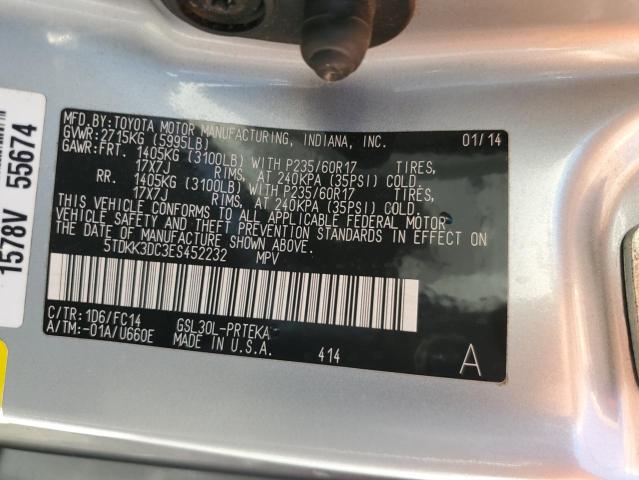 MFD.BY: TOYOTA MOTOR MANUFACTURING, INDIANA, INC. 01/14
GVWR: 2715KG (5995LB)
GAWR: FRT. 1405KG (3100LB) WITH P235/60R17 TIRES,
17X7J RIMS, AT 240KPA (35PSI) COLD.
RR. 1405KG (3100LB) WITH P235/60R17 TIRES,
17X7J RIMS, AT 240KPA (35PSI) COLD.
THIS VEHICLE CONFORMS TO ALL APPLICABLE FEDERAL MOTOR
VEHICLE SAFETY AND THEFT PREVENTION STANDARDS IN EFFECT ON
THE DATE OF MANUFACTURE SHOWN ABOVE.
5TDKK3DC3ES452232 MPV
C/TR: 1D6/FC14 GSL30L-PRTEKA
A/TM:-01A/U660E MADE IN U.S.A. 414 A
1578V 55674